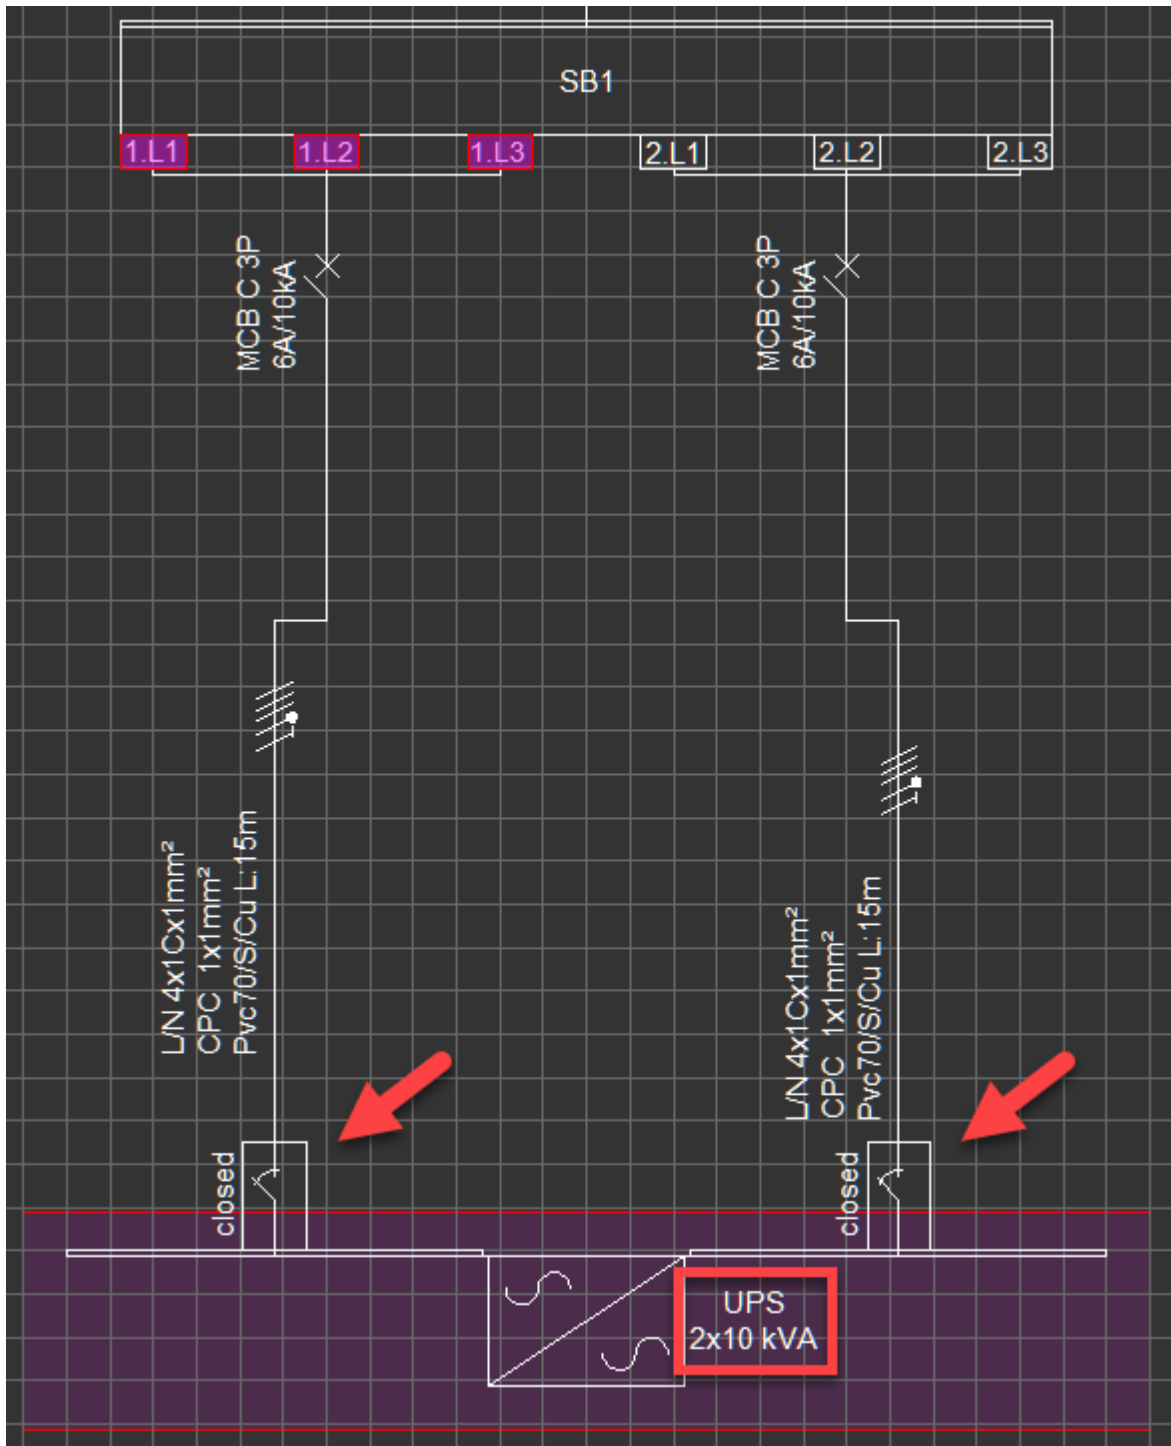 SB1
1.L1 1.L2 1.L3 2.L1 2.L2 2.L3
MCB C 3P
6A/10kA
MCB C 3P
6A/10kA
L/N 4x1Cx1mm²
CPC 1x1mm²
Pvc70/S/Cu L:15m
L/N 4x1Cx1mm²
CPC 1x1mm²
Pvc70/S/Cu L:15m
closed
closed
UPS
2x10 kVA